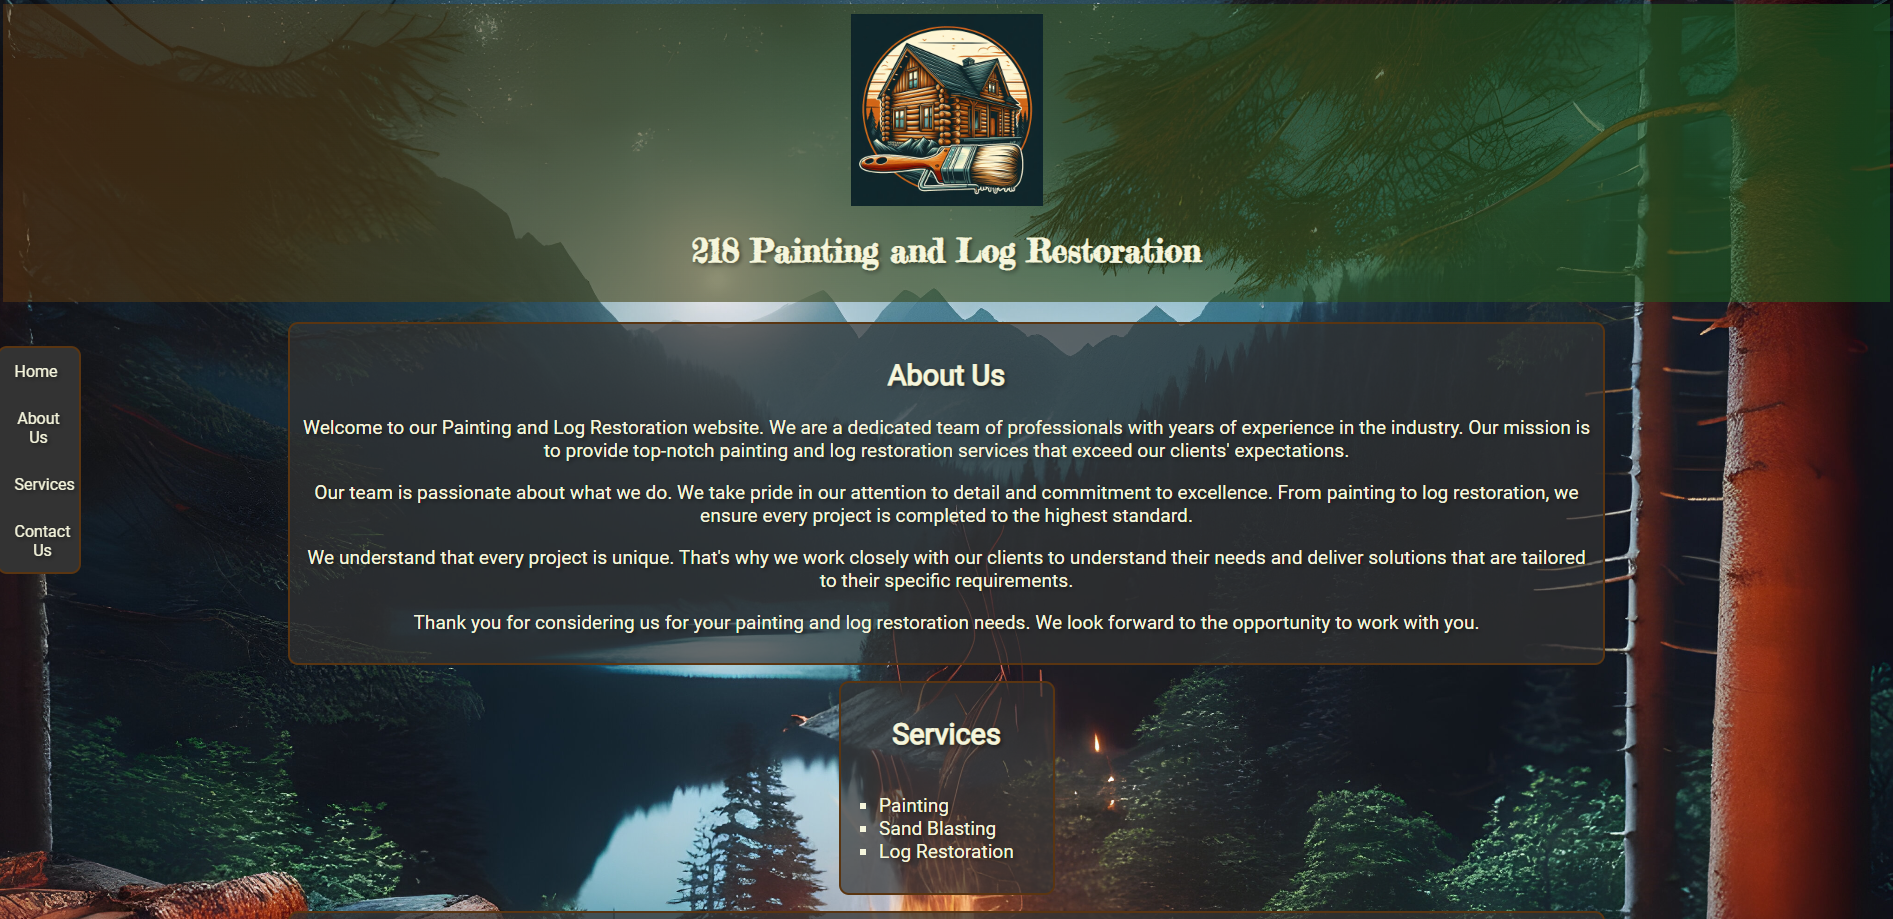 218 Painting and Log Restoration
Home
About
Us
Services
Contact
Us
About Us
Welcome to our Painting and Log Restoration website. We are a dedicated team of professionals with years of experience in the industry. Our mission is
to provide top-notch painting and log restoration services that exceed our clients' expectations.
Our team is passionate about what we do. We take pride in our attention to detail and commitment to excellence. From painting to log restoration, we
ensure every project is completed to the highest standard.
We understand that every project is unique. That's why we work closely with our clients to understand their needs and deliver solutions that are tailored
to their specific requirements.
Thank you for considering us for your painting and log restoration needs. We look forward to the opportunity to work with you.
Services
Painting
Sand Blasting
Log Restoration